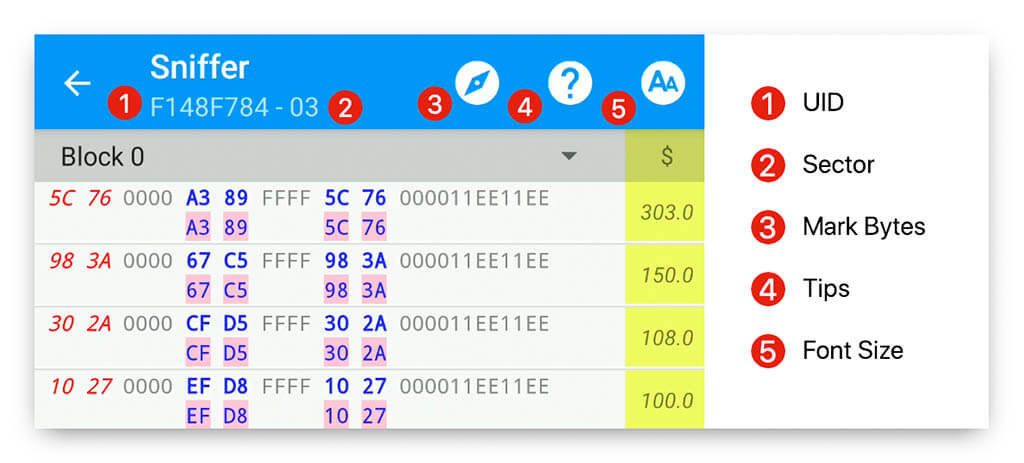 Sniffer
1 F148F784 - 03 2 3 4 ? 5 AA
Block 0 $
5C 76 0000 A3 89 FFFF 5C 76 000011EE11EE
A3 89 5C 76
303.0
98 3A 0000 67 C5 FFFF 98 3A 000011EE11EE
67 C5 98 3A
150.0
30 2A 0000 CF D5 FFFF 30 2A 000011EE11EE
CF D5 30 2A
108.0
10 27 0000 EF D8 FFFF 10 27 000011EE11EE
EF D8 10 27
100.0
1 UID
2 Sector
3 Mark Bytes
4 Tips
5 Font Size